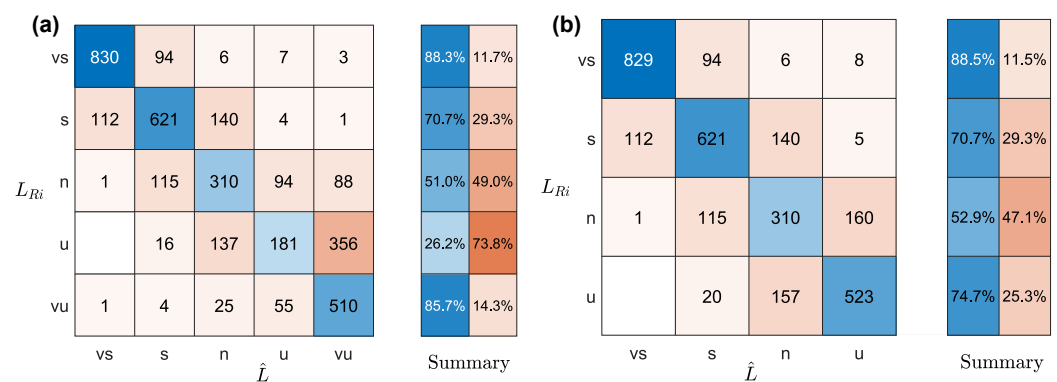 (a)
vs 830 94 6 7 3 88.3% 11.7%
s 112 621 140 4 1 70.7% 29.3%
n 1 115 310 94 88 51.0% 49.0%
L_{Ri}
u 16 137 181 356 26.2% 73.8%
vu 1 4 25 55 510 85.7% 14.3%
vs s n u vu
L̂
Summary
(b)
vs 829 94 6 8 88.5% 11.5%
s 112 621 140 5 70.7% 29.3%
L_{Ri}
n 1 115 310 160 52.9% 47.1%
u 20 157 523 74.7% 25.3%
vs s n u
L̂
Summary